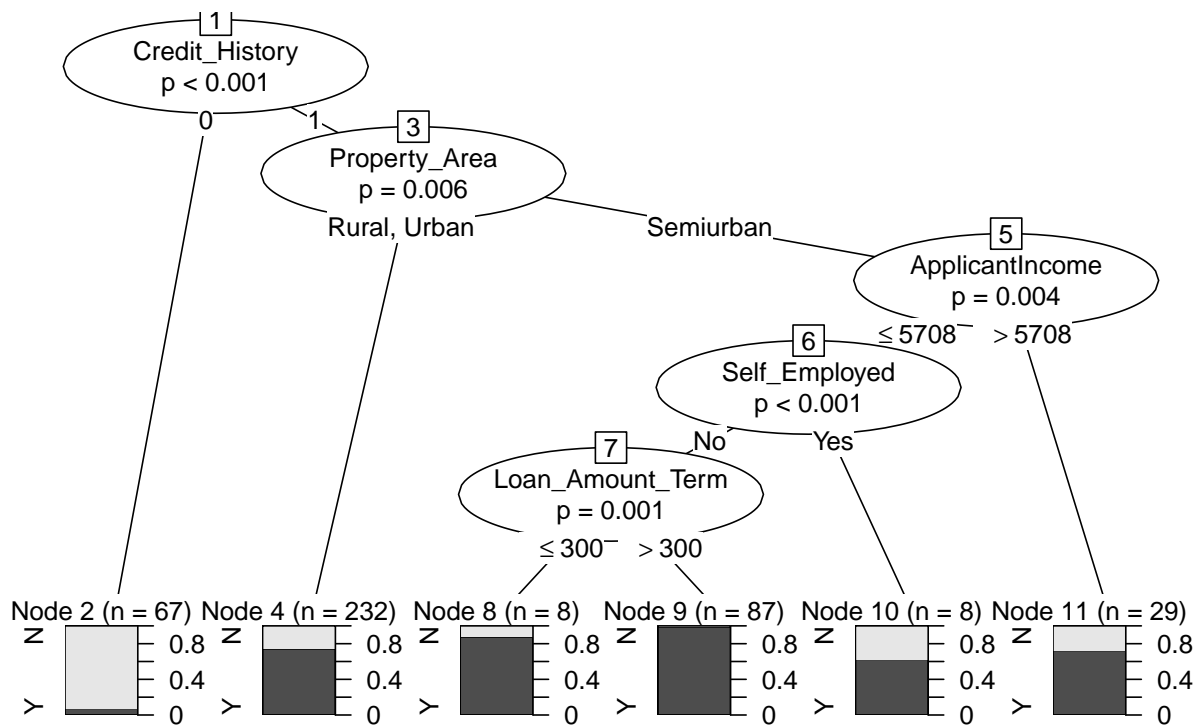 1
Credit_History
p < 0.001
0
1
3
Property_Area
p = 0.006
Rural, Urban
Semiurban
5
ApplicantIncome
p = 0.004
≤ 5708
> 5708
6
Self_Employed
p < 0.001
No
Yes
7
Loan_Amount_Term
p = 0.001
≤ 300
> 300
Node 2 (n = 67)
N
Y
0.8
0.4
0
Node 4 (n = 232)
N
Y
0.8
0.4
0
Node 8 (n = 8)
N
Y
0.8
0.4
0
Node 9 (n = 87)
N
Y
0.8
0.4
0
Node 10 (n = 8)
N
Y
0.8
0.4
0
Node 11 (n = 29)
N
Y
0.8
0.4
0